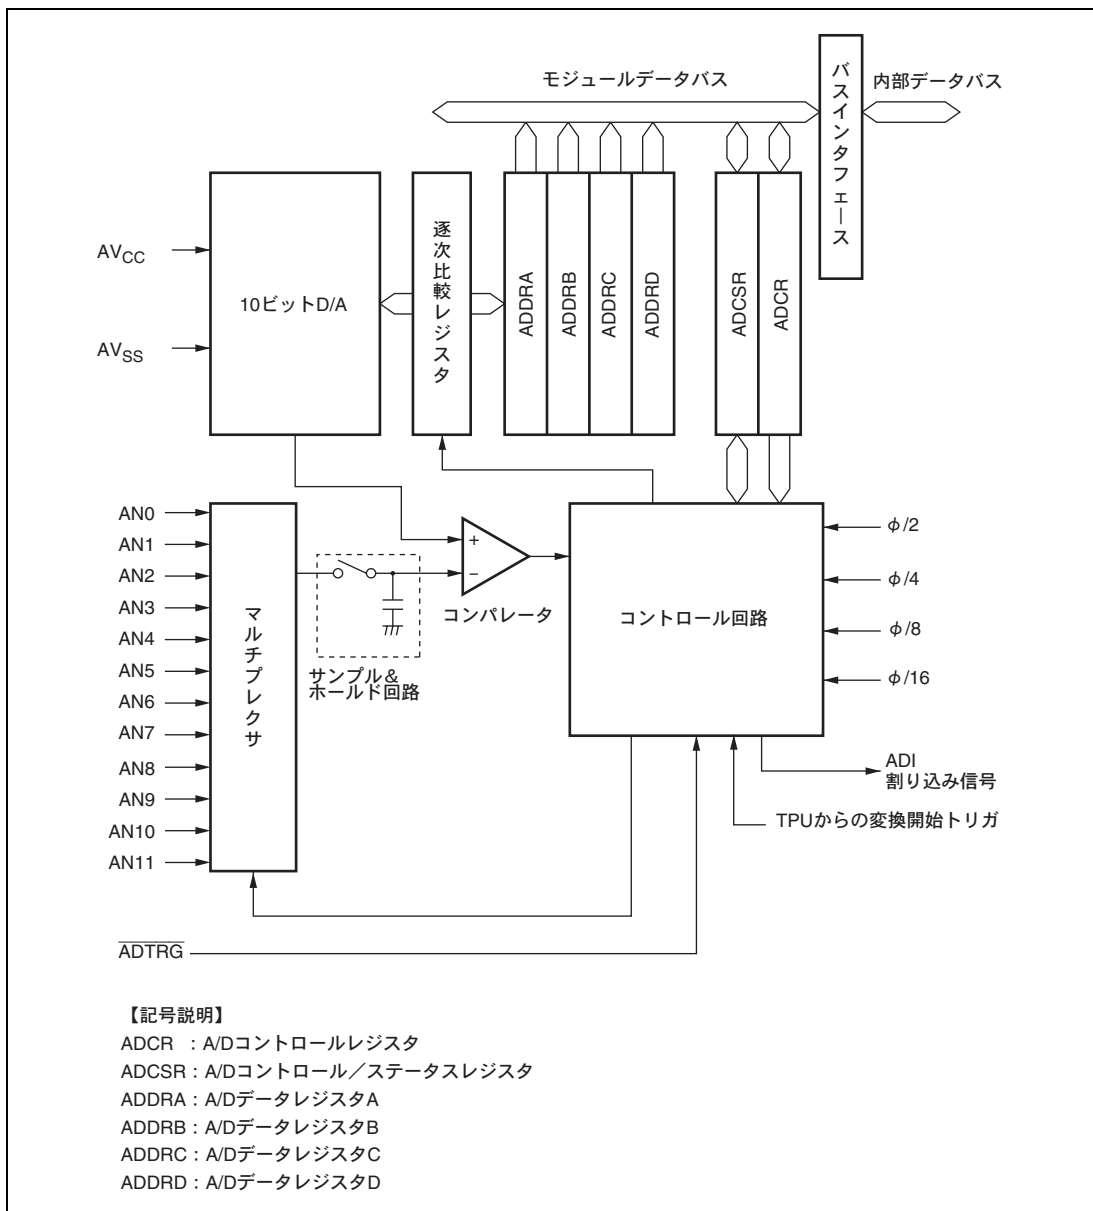 モジュールデータバス
バスインタフェース
内部データバス
AVCC
AVSS
10ビットD/A
逐次比較レジスタ
ADDRA
ADDRB
ADDRC
ADDRD
ADCSR
ADCR
AN0
AN1
AN2
AN3
AN4
AN5
AN6
AN7
AN8
AN9
AN10
AN11
マルチプレクサ
サンプル＆
ホールド回路
+
−
コンパレータ
コントロール回路
φ/2
φ/4
φ/8
φ/16
ADI
割り込み信号
TPUからの変換開始トリガ
ADTRG
【記号説明】
ADCR ：A/Dコントロールレジスタ
ADCSR：A/Dコントロール／ステータスレジスタ
ADDRA：A/DデータレジスタA
ADDRB：A/DデータレジスタB
ADDRC：A/DデータレジスタC
ADDRD：A/DデータレジスタD